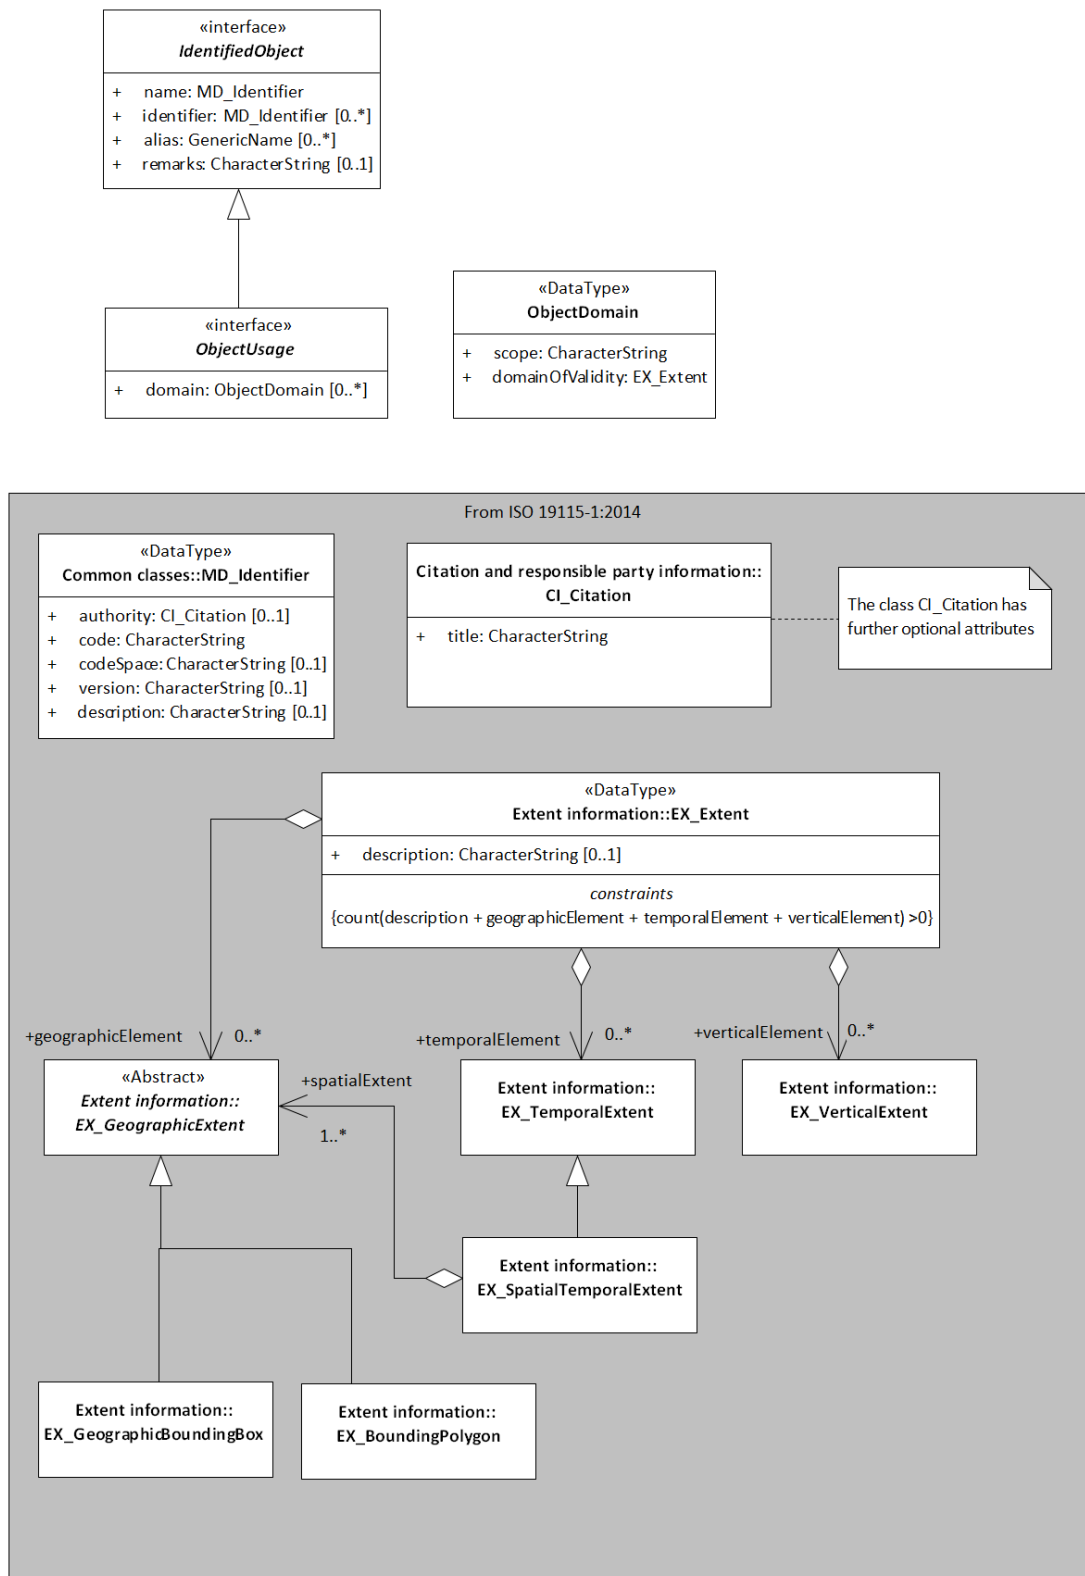 «interface»
IdentifiedObject
+ name: MD_Identifier
+ identifier: MD_Identifier [0..*]
+ alias: GenericName [0..*]
+ remarks: CharacterString [0..1]
«interface»
ObjectUsage
+ domain: ObjectDomain [0..*]
«DataType»
ObjectDomain
+ scope: CharacterString
+ domainOfValidity: EX_Extent
From ISO 19115-1:2014
«DataType»
Common classes::MD_Identifier
+ authority: CI_Citation [0..1]
+ code: CharacterString
+ codeSpace: CharacterString [0..1]
+ version: CharacterString [0..1]
+ description: CharacterString [0..1]
Citation and responsible party information::
CI_Citation
+ title: CharacterString
The class CI_Citation has
further optional attributes
«DataType»
Extent information::EX_Extent
+ description: CharacterString [0..1]
constraints
{count(description + geographicElement + temporalElement + verticalElement) >0}
+geographicElement 0..*
+temporalElement 0..*
+verticalElement 0..*
«Abstract»
Extent information::
EX_GeographicExtent
+spatialExtent
1..*
Extent information::
EX_TemporalExtent
Extent information::
EX_VerticalExtent
Extent information::
EX_SpatialTemporalExtent
Extent information::
EX_GeographicBoundingBox
Extent information::
EX_BoundingPolygon